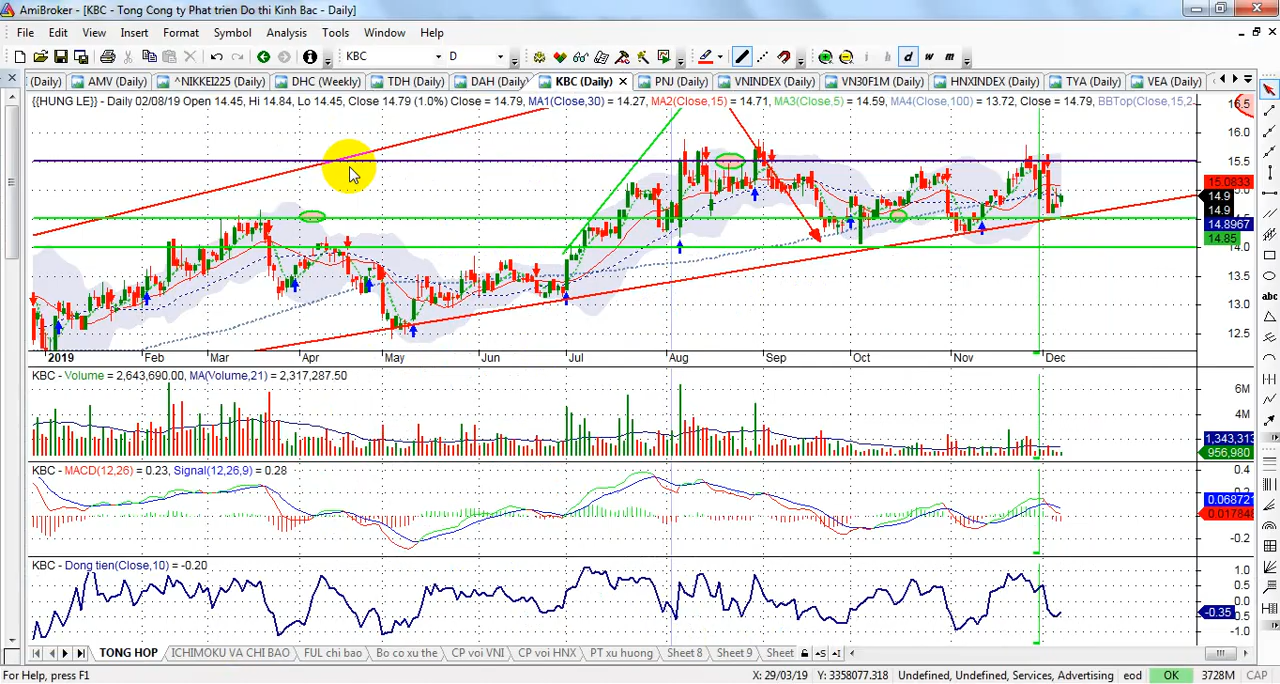 AmiBroker - [KBC - Tong Cong ty Phat trien Do thi Kinh Bac - Daily]
File Edit View Insert Format Symbol Analysis Tools Window Help
KBC D i d w m
(Daily) AMV (Daily) ^NIKKEI225 (Daily) DHC (Weekly) TDH (Daily) DAH (Daily) KBC (Daily) PNJ (Daily) VNINDEX (Daily) VN30F1M (Daily) HNXINDEX (Daily) TYA (Daily) VEA (Daily)
{{HUNG LE}} - Daily 02/08/19 Open 14.45, Hi 14.84, Lo 14.45, Close 14.79 (1.0%) Close = 14.79, MA1(Close,30) = 14.27, MA2(Close,15) = 14.71, MA3(Close,5) = 14.59, MA4(Close,100) = 13.72, Close = 14.79, BBTop(Close,15,2
16.5
16.0
15.5
15.0833
15.0
14.9
14.9
14.8967
14.85
14.0
13.5
13.0
12.5
abc
2019 Feb Mar Apr May Jun Jul Aug Sep Oct Nov Dec
KBC - Volume = 2,643,690.00, MA(Volume,21) = 2,317,287.50
6M
4M
1,343,313
956,980
KBC - MACD(12,26) = 0.23, Signal(12,26,9) = 0.28
0.4
0.068721
0.017848
-0.2
KBC - Dong tien(Close,10) = -0.20
1.0
0.5
0.0
-0.35
-0.5
-1.0
TONG HOP ICHIMOKU VA CHI BAO FUL chi bao Bo co xu the CP voi VNI CP voi HNX PT xu huong Sheet 8 Sheet 9 Sheet
For Help, press F1 X: 29/03/19 Y: 3358077.318 Undefined, Undefined, Services, Advertising eod OK 3728M CAP